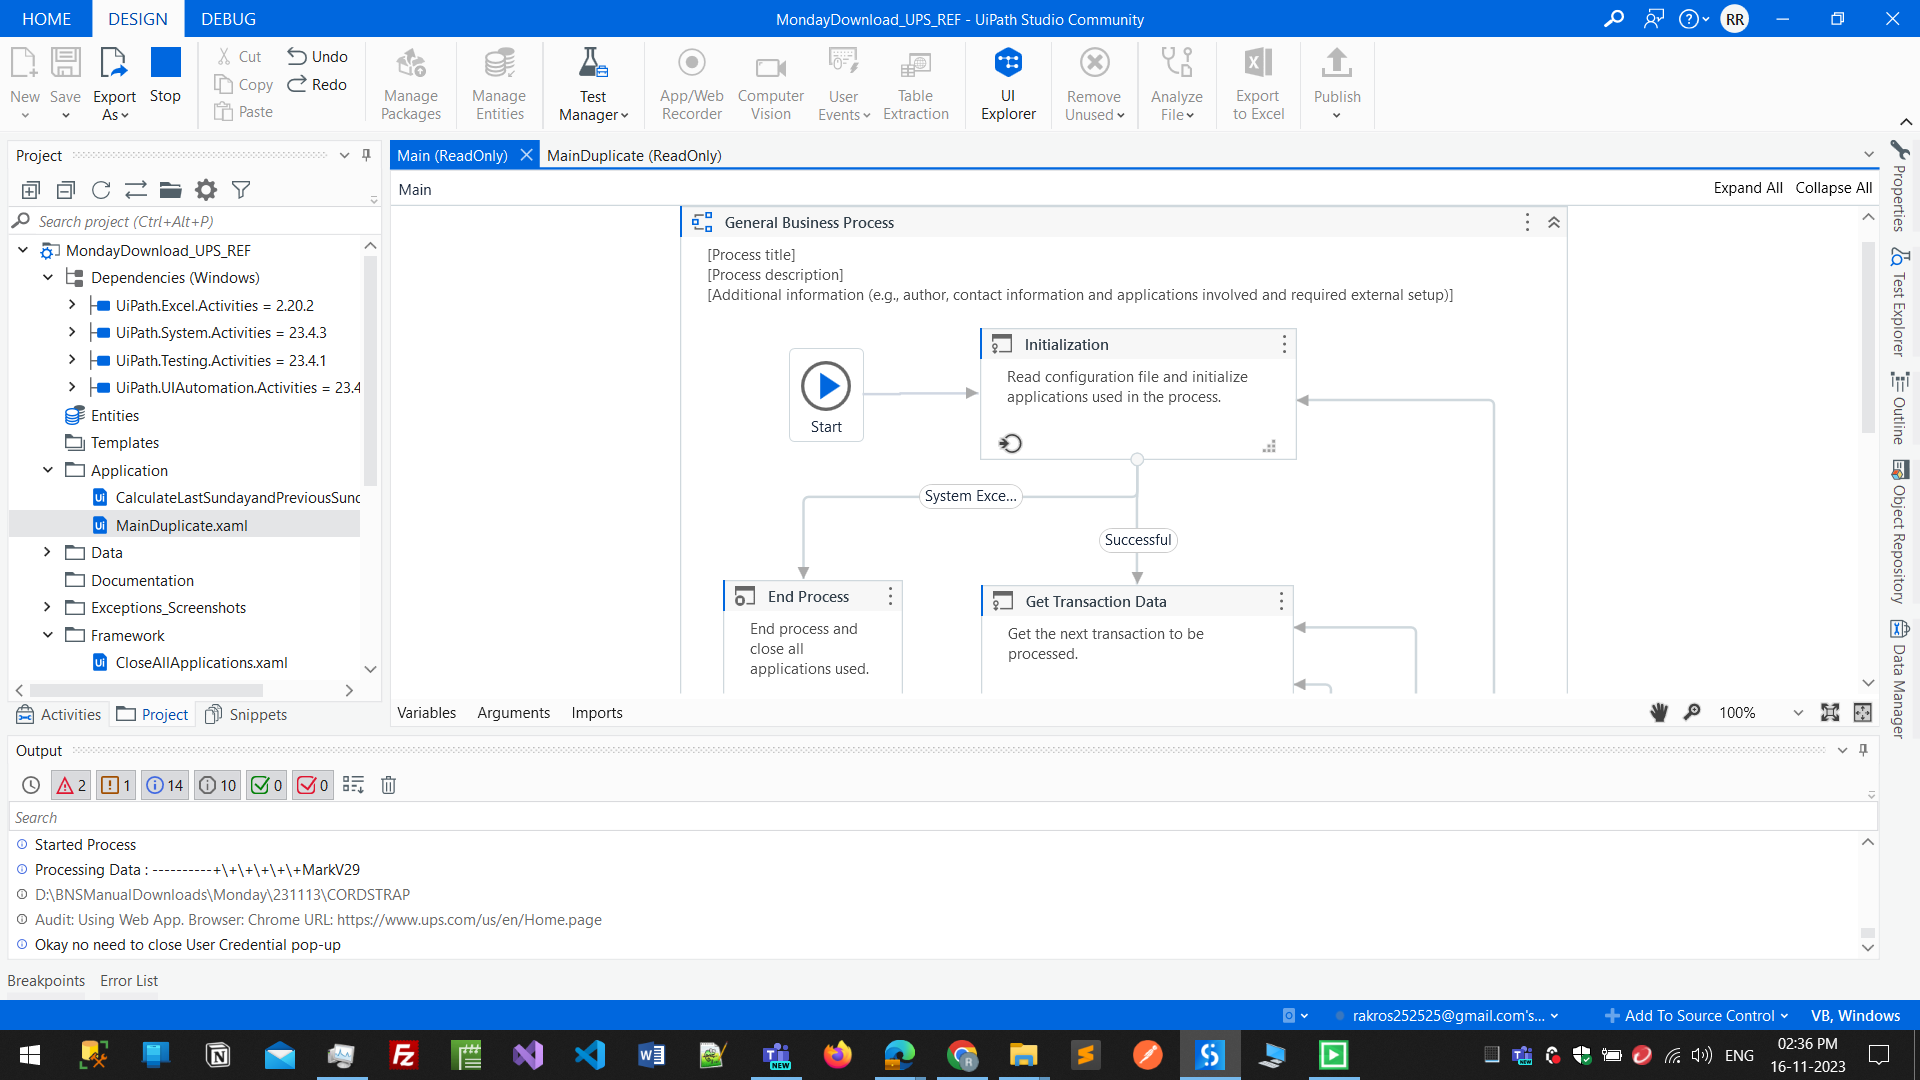 HOME
DESIGN
DEBUG
MondayDownload_UPS_REF - UiPath Studio Community
RR
New
Save
Export As
Stop
Cut
Copy
Paste
Undo
Redo
Manage Packages
Manage Entities
Test Manager
App/Web Recorder
Computer Vision
User Events
Table Extraction
UI Explorer
Remove Unused
Analyze File
Export to Excel
Publish
Project
Search project (Ctrl+Alt+P)
MondayDownload_UPS_REF
Dependencies (Windows)
UiPath.Excel.Activities = 2.20.2
UiPath.System.Activities = 23.4.3
UiPath.Testing.Activities = 23.4.1
UiPath.UIAutomation.Activities = 23.4
Entities
Templates
Application
CalculateLastSundayandPreviousSund
MainDuplicate.xaml
Data
Documentation
Exceptions_Screenshots
Framework
CloseAllApplications.xaml
Activities
Project
Snippets
Main (ReadOnly)
MainDuplicate (ReadOnly)
Main
Expand All
Collapse All
General Business Process
[Process title]
[Process description]
[Additional information (e.g., author, contact information and applications involved and required external setup)]
Start
Initialization
Read configuration file and initialize
applications used in the process.
System Exce...
Successful
End Process
End process and
close all
applications used.
Get Transaction Data
Get the next transaction to be
processed.
Variables
Arguments
Imports
100%
Properties
Test Explorer
Outline
Object Repository
Data Manager
Output
2
1
14
10
0
0
Search
Started Process
Processing Data : ----------+\+\+\+\+\+MarkV29
D:\BNSManualDownloads\Monday\231113\CORDSTRAP
Audit: Using Web App. Browser: Chrome URL: https://www.ups.com/us/en/Home.page
Okay no need to close User Credential pop-up
Breakpoints
Error List
rakros252525@gmail.com's...
Add To Source Control
VB, Windows
NEW
ENG
02:36 PM
16-11-2023